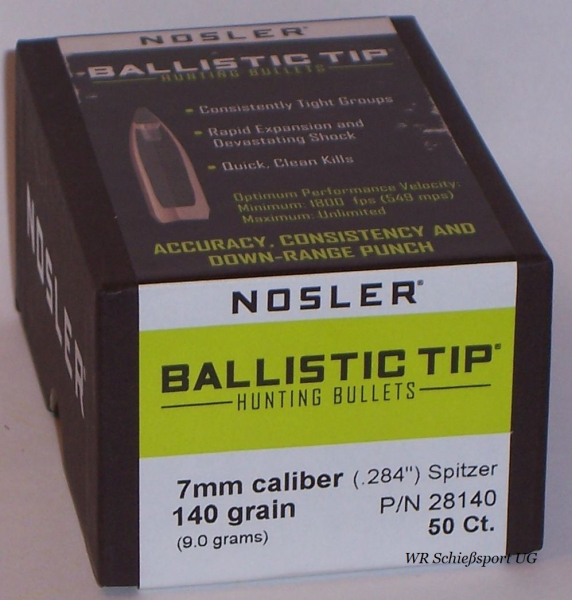 NOSLER®
BALLISTIC TIP®
HUNTING BULLETS
• Consistently Tight Groups
• Rapid Expansion and
Devastating Shock
• Quick, Clean Kills
Optimum Performance Velocity:
Minimum: 1800 fps (549 mps)
Maximum: Unlimited
ACCURACY, CONSISTENCY AND
DOWN-RANGE PUNCH
NOSLER®
NOSLER®
BALLISTIC TIP®
HUNTING BULLETS
7mm caliber (.284") Spitzer
140 grain P/N 28140
(9.0 grams) 50 Ct.
WR Schießsport UG